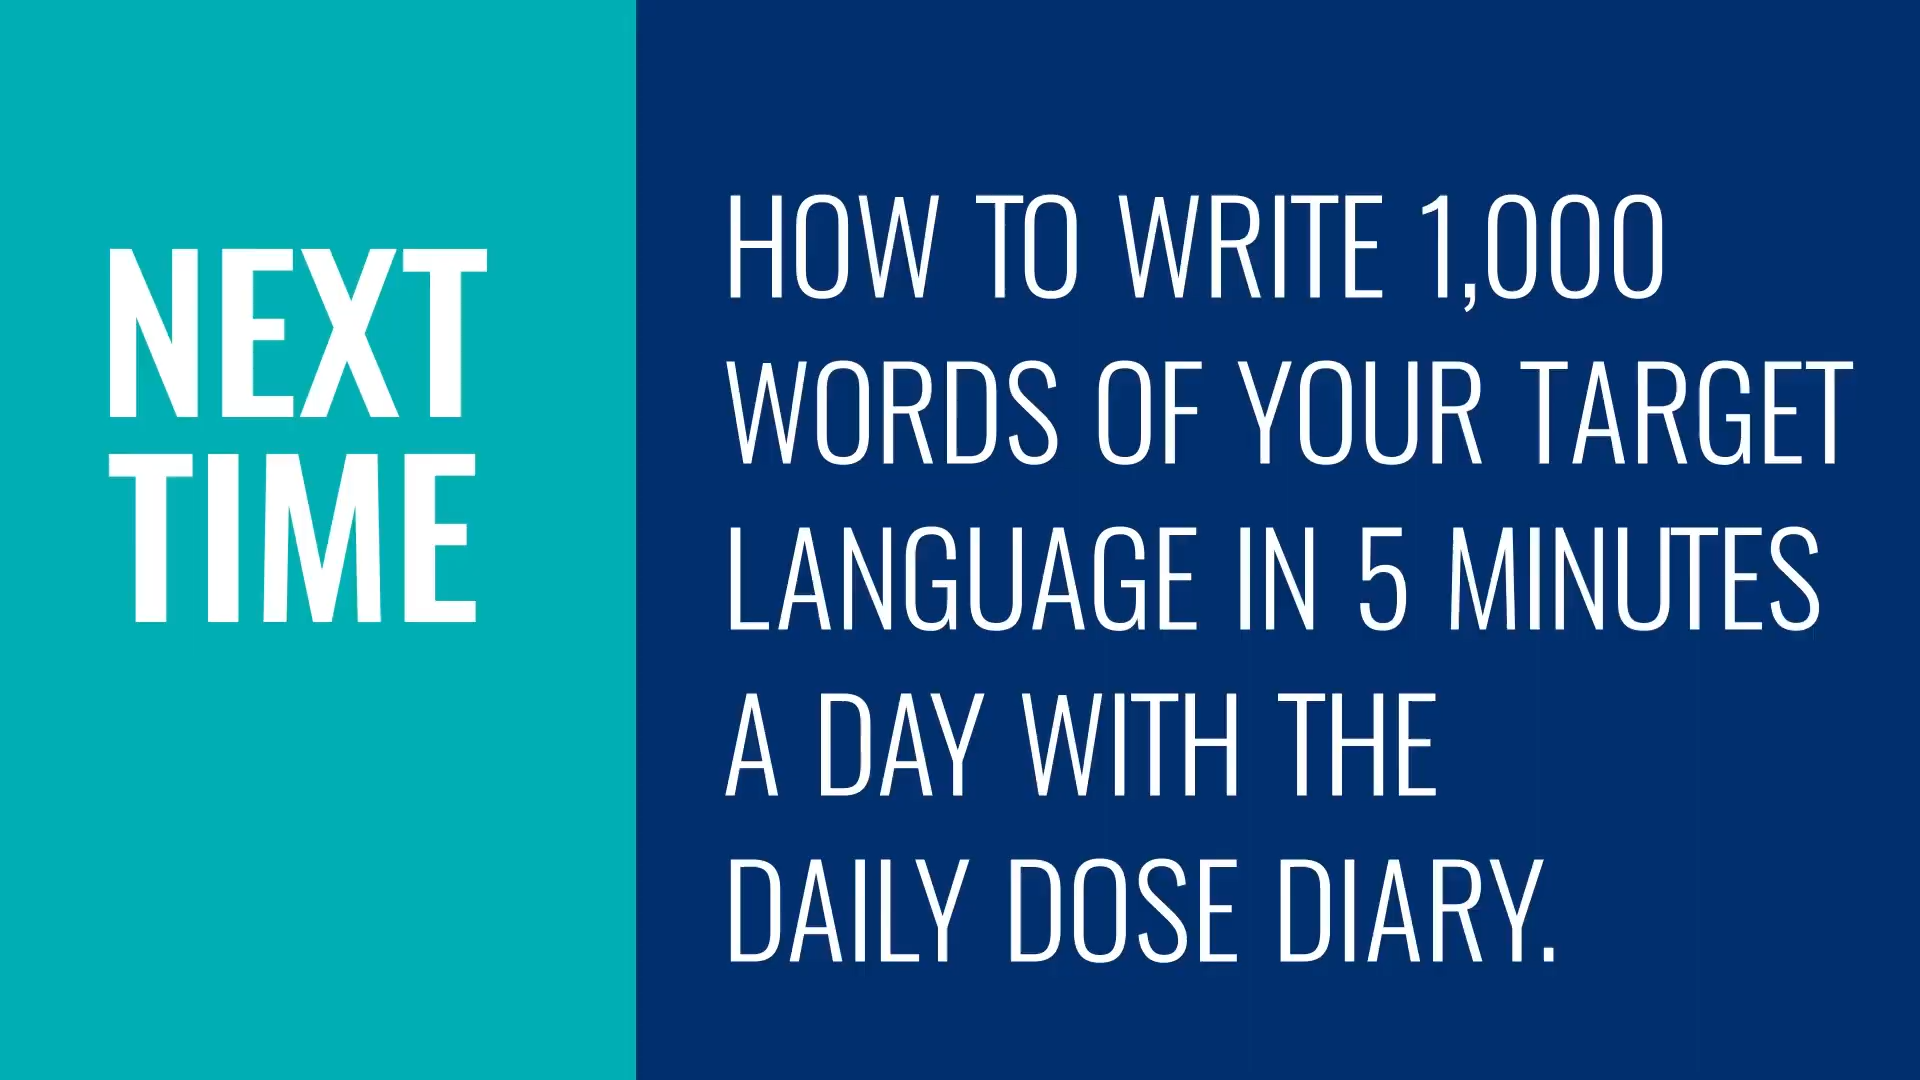 NEXT
TIME
HOW TO WRITE 1,000
WORDS OF YOUR TARGET
LANGUAGE IN 5 MINUTES
A DAY WITH THE
DAILY DOSE DIARY.